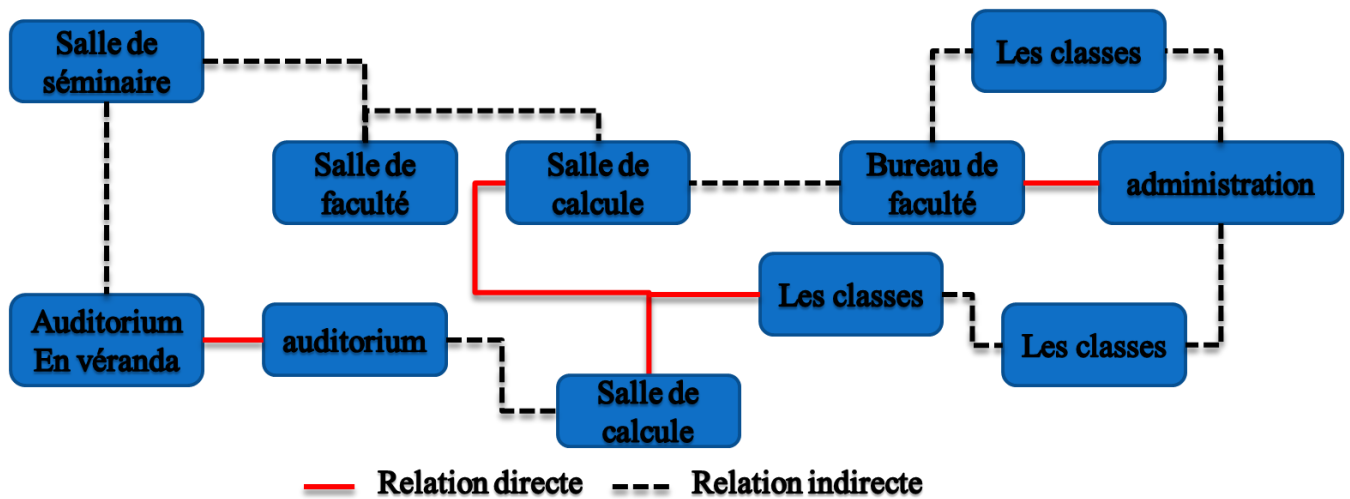 Salle de
séminaire
Les classes
Salle de
faculté
Salle de
calcule
Bureau de
faculté
administration
Auditorium
En véranda
auditorium
Les classes
Les classes
Salle de
calcule
Relation directe
Relation indirecte